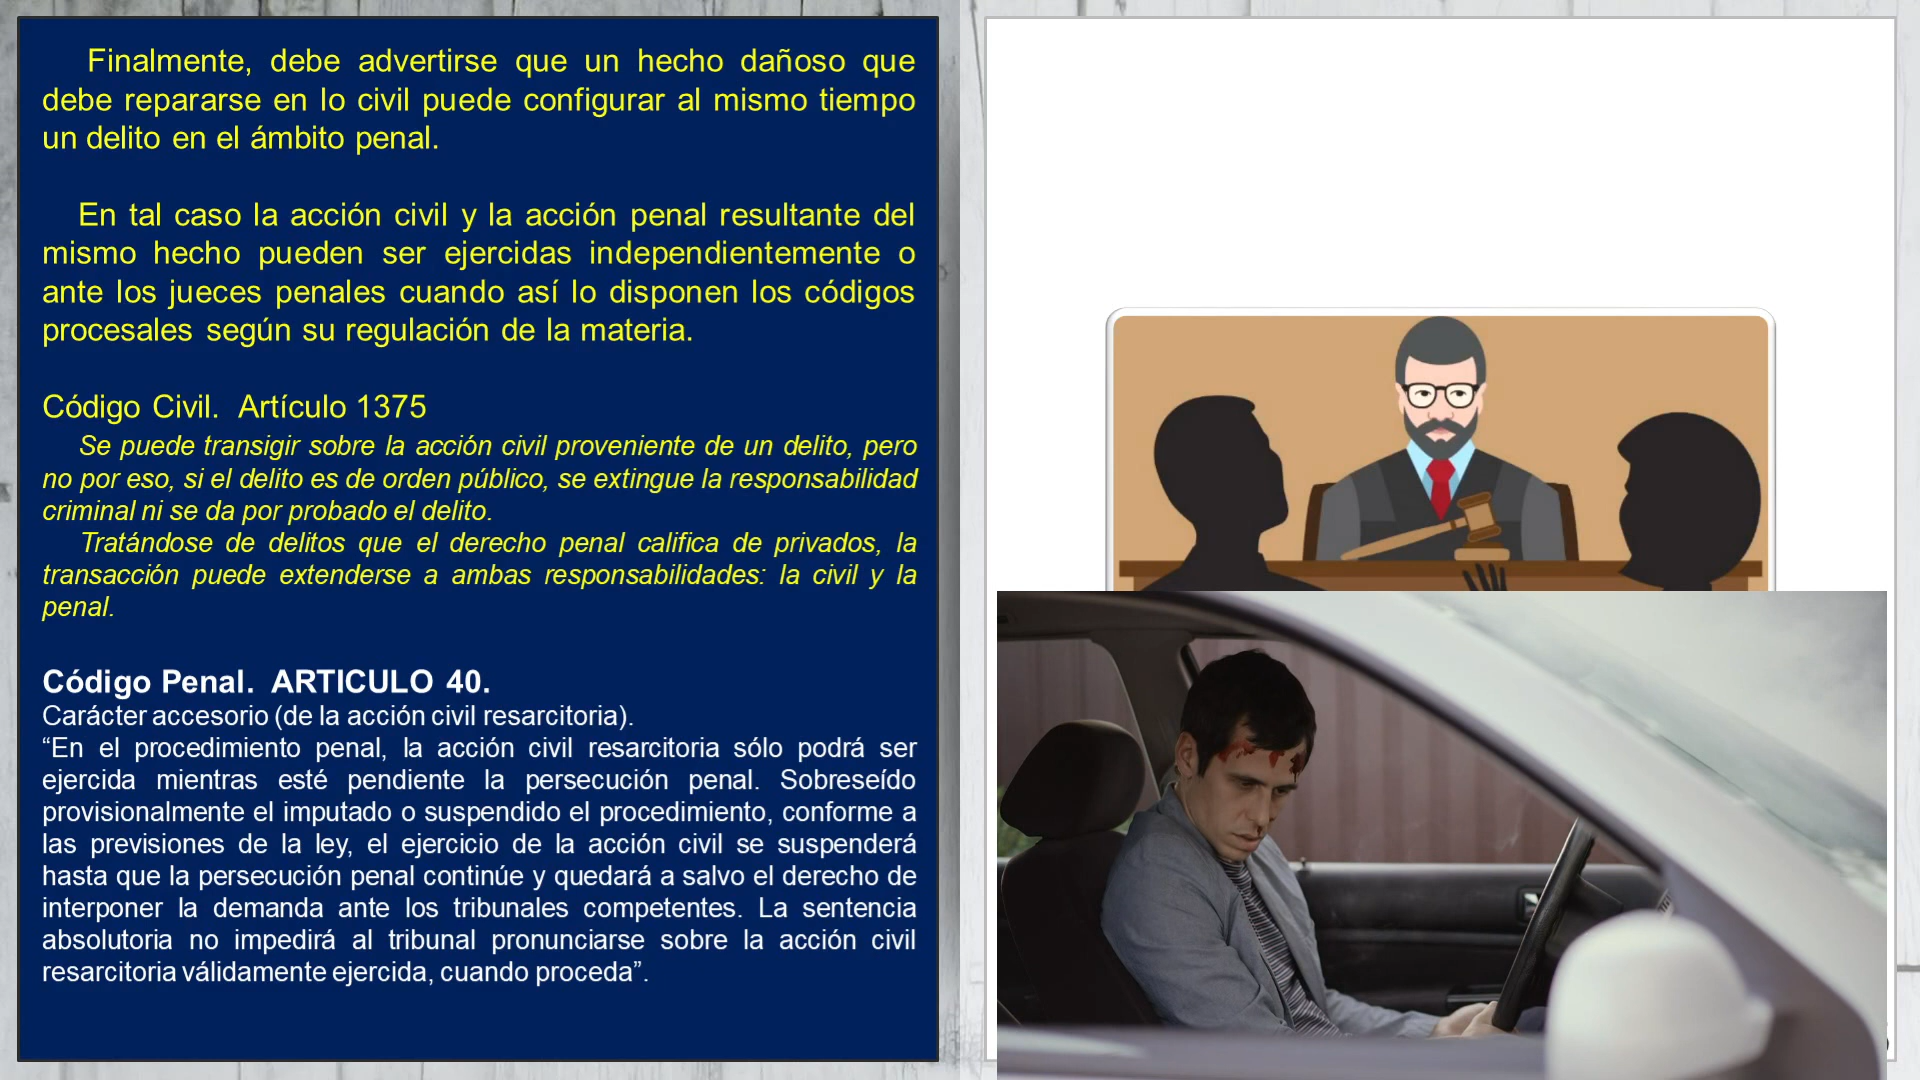 Finalmente, debe advertirse que un hecho dañoso que
debe repararse en lo civil puede configurar al mismo tiempo
un delito en el ámbito penal.
En tal caso la acción civil y la acción penal resultante del
mismo hecho pueden ser ejercidas independientemente o
ante los jueces penales cuando así lo disponen los códigos
procesales según su regulación de la materia.
Código Civil. Artículo 1375
Se puede transigir sobre la acción civil proveniente de un delito, pero
no por eso, si el delito es de orden público, se extingue la responsabilidad
criminal ni se da por probado el delito.
Tratándose de delitos que el derecho penal califica de privados, la
transacción puede extenderse a ambas responsabilidades: la civil y la
penal.
Código Penal. ARTICULO 40.
Carácter accesorio (de la acción civil resarcitoria).
“En el procedimiento penal, la acción civil resarcitoria sólo podrá ser
ejercida mientras esté pendiente la persecución penal. Sobreseído
provisionalmente el imputado o suspendido el procedimiento, conforme a
las previsiones de la ley, el ejercicio de la acción civil se suspenderá
hasta que la persecución penal continúe y quedará a salvo el derecho de
interponer la demanda ante los tribunales competentes. La sentencia
absolutoria no impedirá al tribunal pronunciarse sobre la acción civil
resarcitoria válidamente ejercida, cuando proceda”.